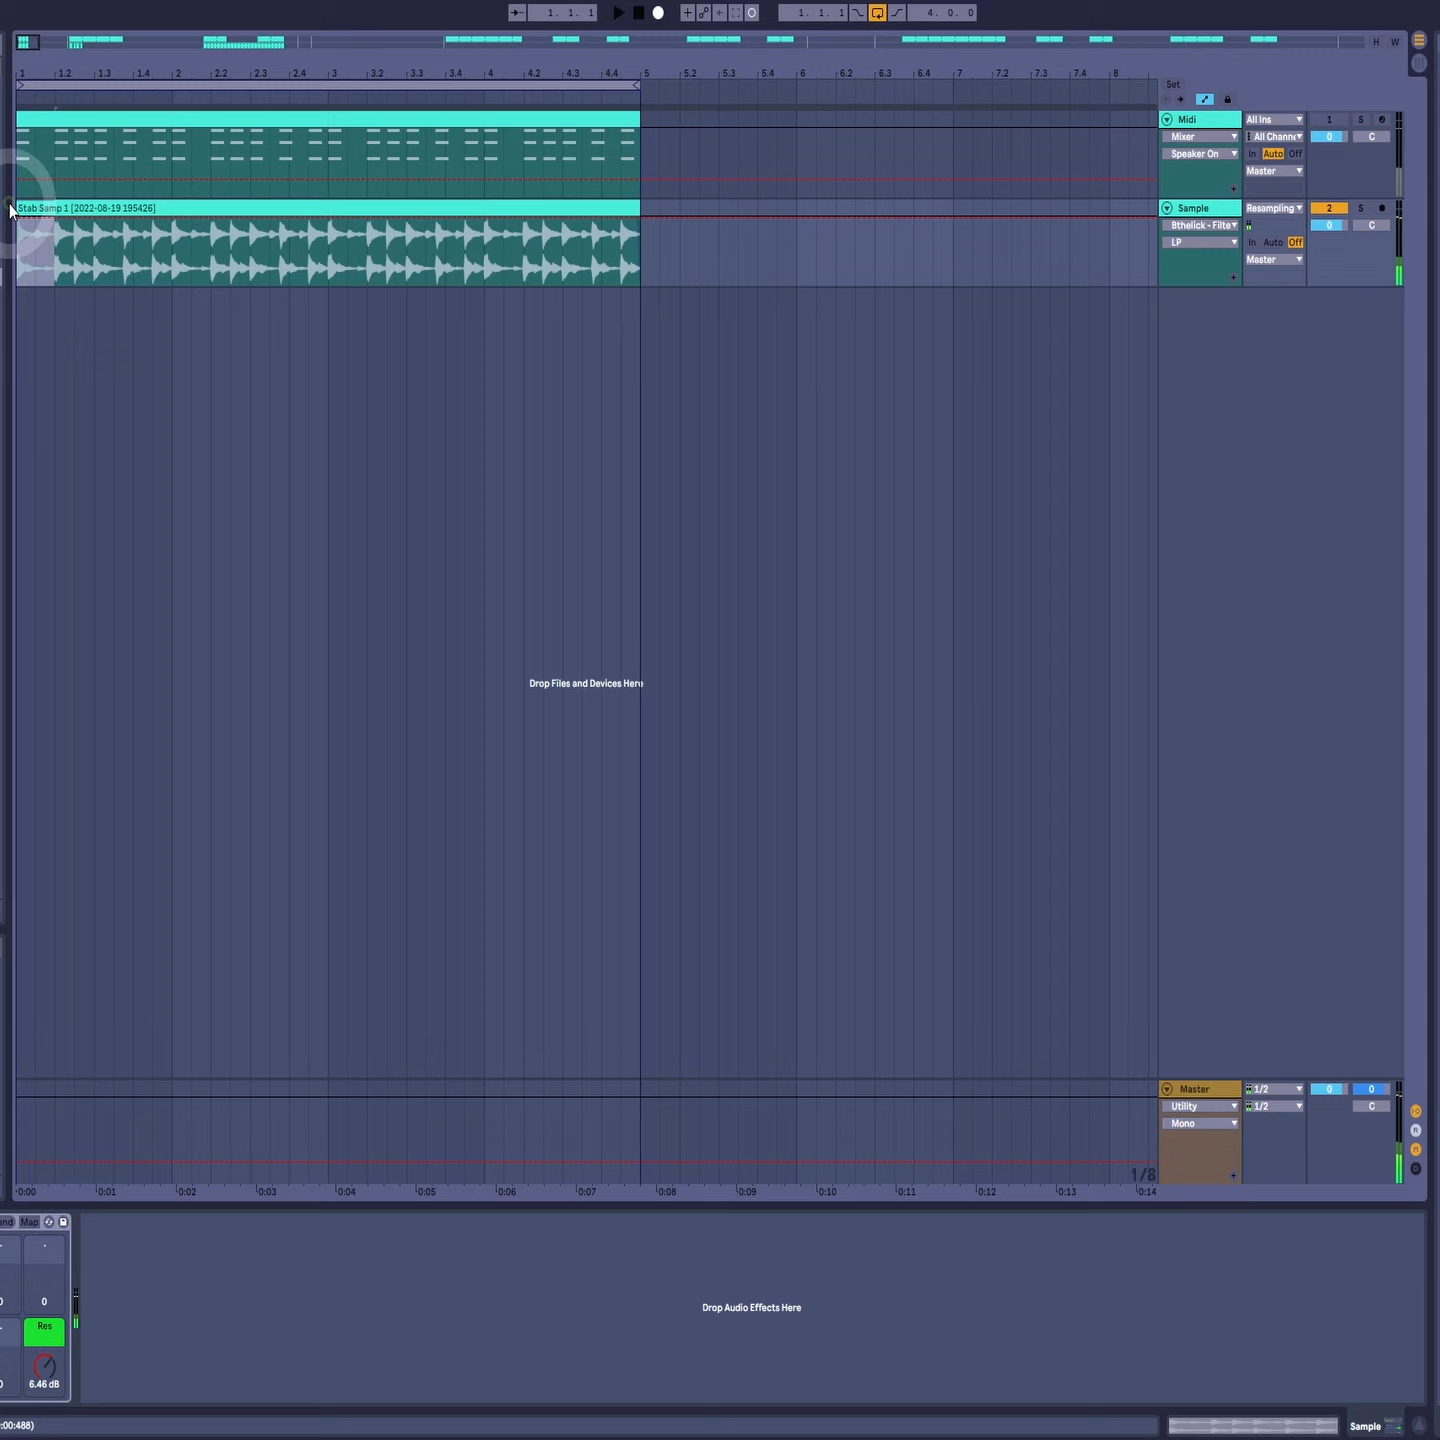 1. 1. 1
1. 1. 1
4. 0. 0
H W
1 1.2 1.3 1.4 2 2.2 2.3 2.4 3 3.2 3.3 3.4 4 4.2 4.3 4.4 5 5.2 5.3 5.4 6 6.2 6.3 6.4 7 7.2 7.3 7.4 8
Set
Midi All Ins 1 S
Mixer All Channe 0 C
Speaker On In Auto Off
Master
Stab Samp 1 [2022-08-19 195426]
Sample Resampling 2 S
Bthelick - Filte 0 C
LP In Auto Off
Master
Drop Files and Devices Here
Master 1/2 0 0
Utility 1/2 C
Mono
R
D
1/8
0:00 0:01 0:02 0:03 0:04 0:05 0:06 0:07 0:08 0:09 0:10 0:11 0:12 0:13 0:14
and Map
0 0
Drop Audio Effects Here
Res
0 6.46 dB
:00:488)
Sample